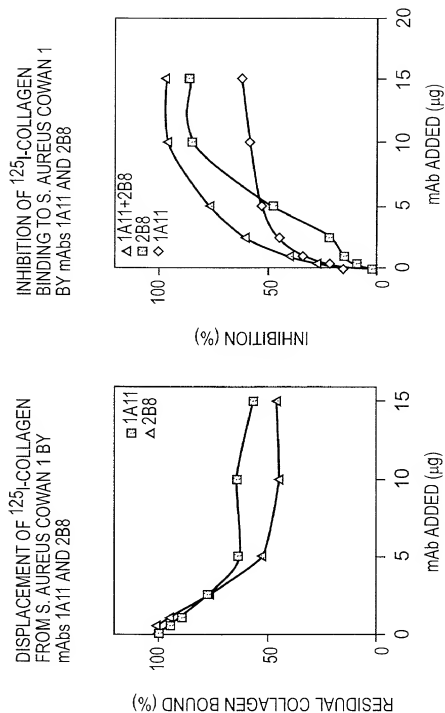 DISPLACEMENT OF 125I-COLLAGEN
FROM S. AUREUS COWAN 1 BY
mAbs 1A11 AND 2B8
RESIDUAL COLLAGEN BOUND (%)
100
50
0
1A11
2B8
0
5
10
15
mAB ADDED (µg)
INHIBITION OF 125I-COLLAGEN
BINDING TO S. AUREUS COWAN 1
BY mAbs 1A11 AND 2B8
INHIBITION (%)
100
50
0
1A11+2B8
2B8
1A11
0
5
10
15
20
mAB ADDED (µg)